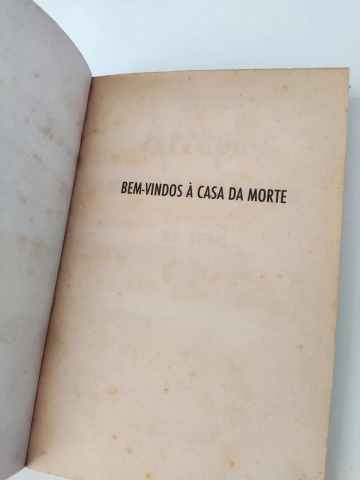 BEM-VINDOS À CASA DA MORTE